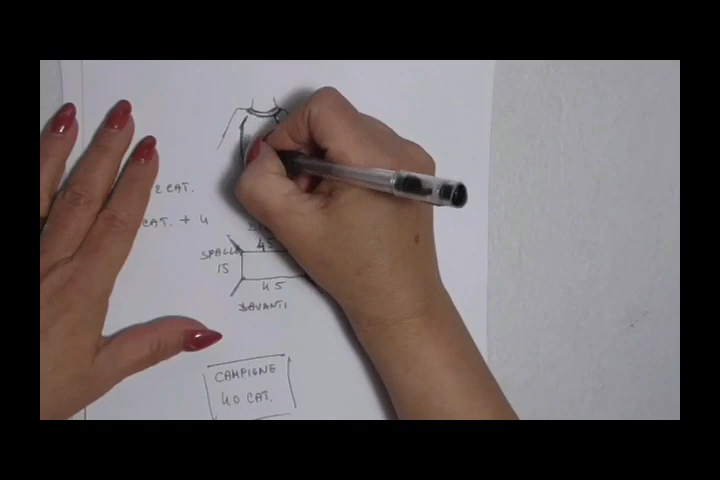 2 CAT.
CAT. + 4
45
SPALLA
15
45
DAVANTI
CAMPIONE
40 CAT.